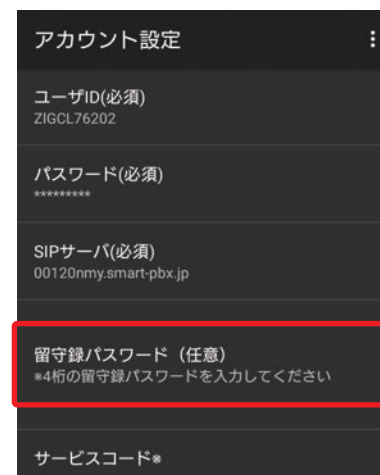 アカウント設定
ユーザID(必須)
ZIGCL76202
パスワード(必須)
*********
SIPサーバ(必須)
00120nmy.smart-pbx.jp
留守録パスワード（任意）
※4桁の留守録パスワードを入力してください
サービスコード※